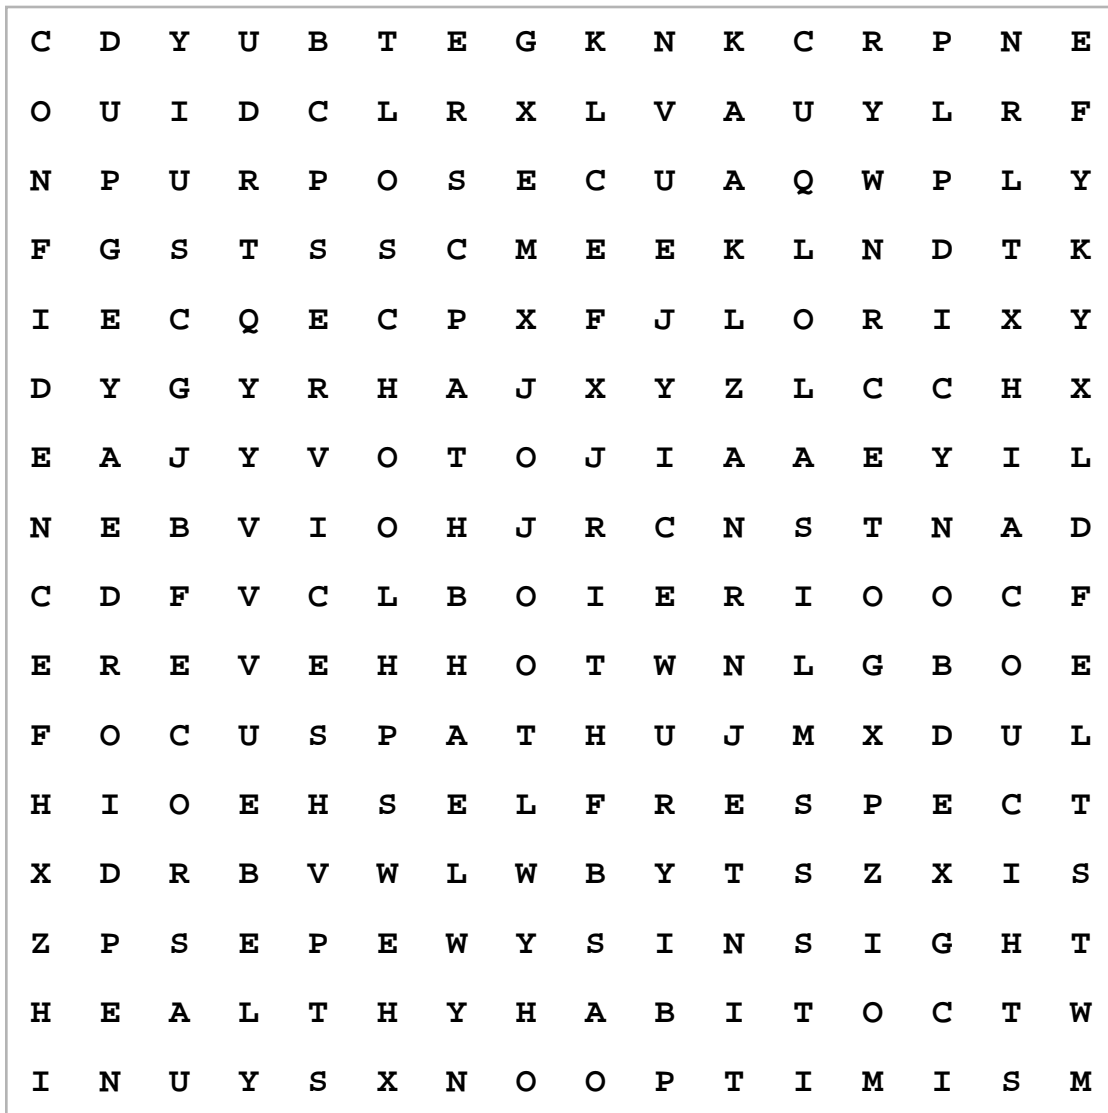 C D Y U B T E G K N K C R P N E
O U I D C L R X L V A U Y L R F
N P U R P O S E C U A Q W P L Y
F G S T S S C M E E K L N D T K
I E C Q E C P X F J L O R I X Y
D Y G Y R H A J X Y Z L C C H X
E A J Y V O T O J I A A E Y I L
N E B V I O H J R C N S T N A D
C D F V C L B O I E R I O O C F
E R E V E H H O T W N L G B O E
F O C U S P A T H U J M X D U L
H I O E H S E L F R E S P E C T
X D R B V W L W B Y T S Z X I S
Z P S E P E W Y S I N S I G H T
H E A L T H Y H A B I T O C T W
I N U Y S X N O O P T I M I S M